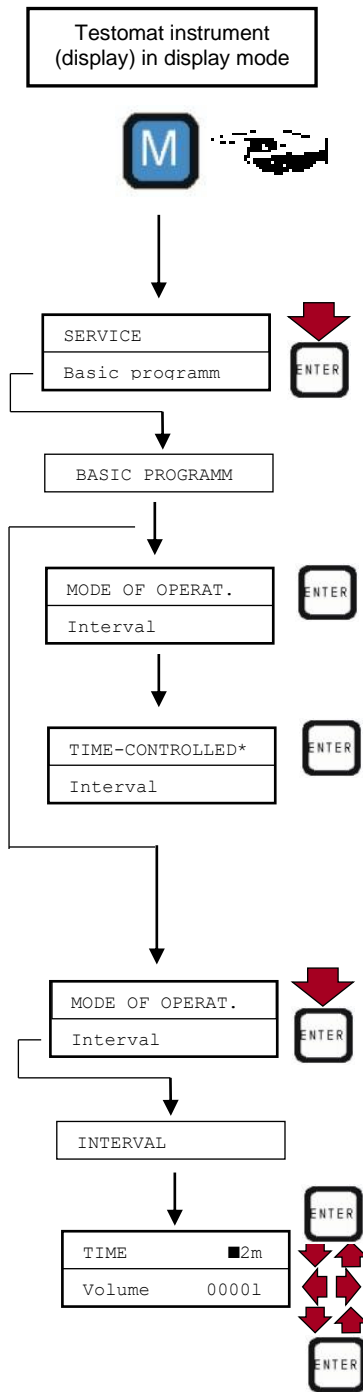 Testomat instrument
(display) in display mode
M
SERVICE
ENTER
Basic programm
BASIC PROGRAMM
MODE OF OPERAT.
ENTER
Interval
TIME-CONTROLLED*
ENTER
Interval
MODE OF OPERAT.
ENTER
Interval
INTERVAL
ENTER
TIME ■2m
Volume 0000l
ENTER